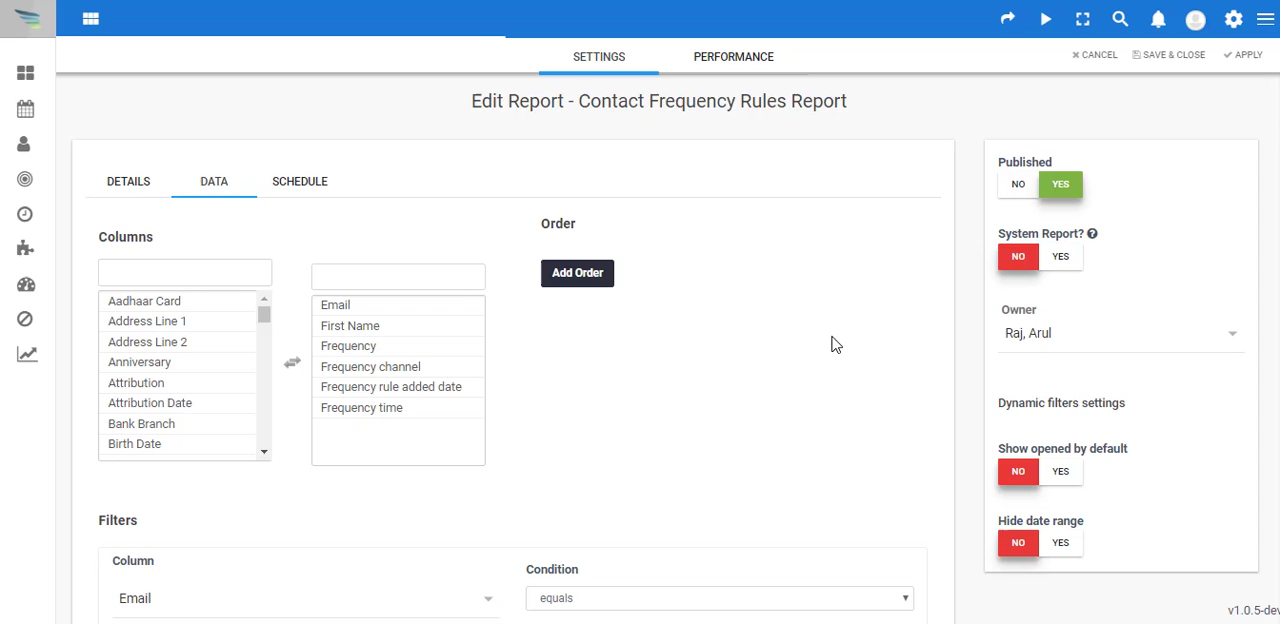 SETTINGS
PERFORMANCE
CANCEL
SAVE & CLOSE
APPLY
Edit Report - Contact Frequency Rules Report
DETAILS
DATA
SCHEDULE
Columns
Aadhaar Card
Address Line 1
Address Line 2
Anniversary
Attribution
Attribution Date
Bank Branch
Birth Date
Email
First Name
Frequency
Frequency channel
Frequency rule added date
Frequency time
Order
Add Order
Filters
Column
Email
Condition
equals
Published
NO YES
System Report?
NO YES
Owner
Raj, Arul
Dynamic filters settings
Show opened by default
NO YES
Hide date range
NO YES
v1.0.5-dev